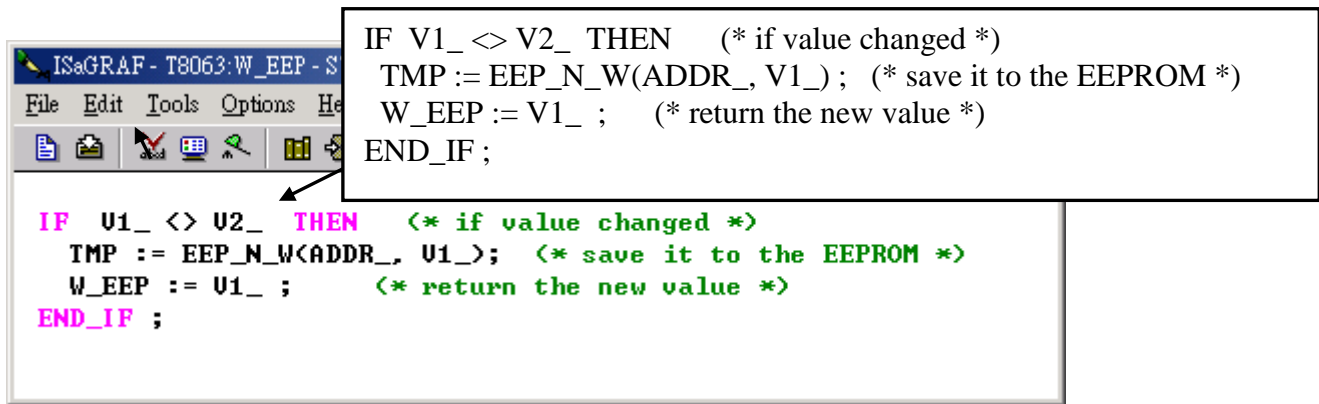 ISaGRAF - T8063:W_EEP - S
File Edit Tools Options He
IF V1_ <> V2_ THEN (* if value changed *)
TMP := EEP_N_W(ADDR_, V1_) ; (* save it to the EEPROM *)
W_EEP := V1_ ; (* return the new value *)
END_IF ;
IF V1_ <> V2_ THEN (* if value changed *)
TMP := EEP_N_W(ADDR_, V1_); (* save it to the EEPROM *)
W_EEP := V1_ ; (* return the new value *)
END_IF ;